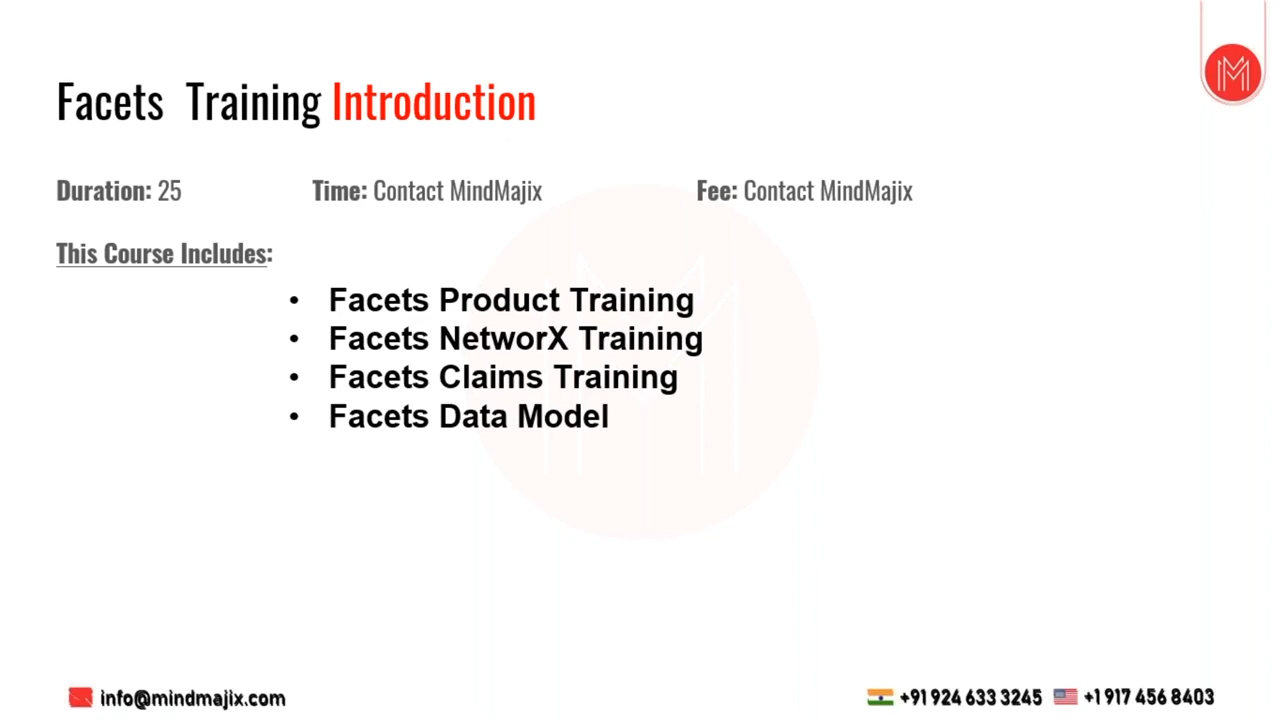 Facets Training Introduction
Duration: 25 Time: Contact MindMajix Fee: Contact MindMajix
This Course Includes:
• Facets Product Training
• Facets NetworX Training
• Facets Claims Training
• Facets Data Model
info@mindmajix.com +91 924 633 3245 +1 917 456 8403